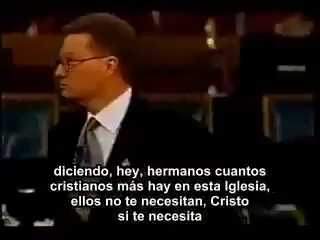 diciendo, hey, hermanos cuantos
cristianos más hay en esta Iglesia,
ellos no te necesitan, Cristo
si te necesita